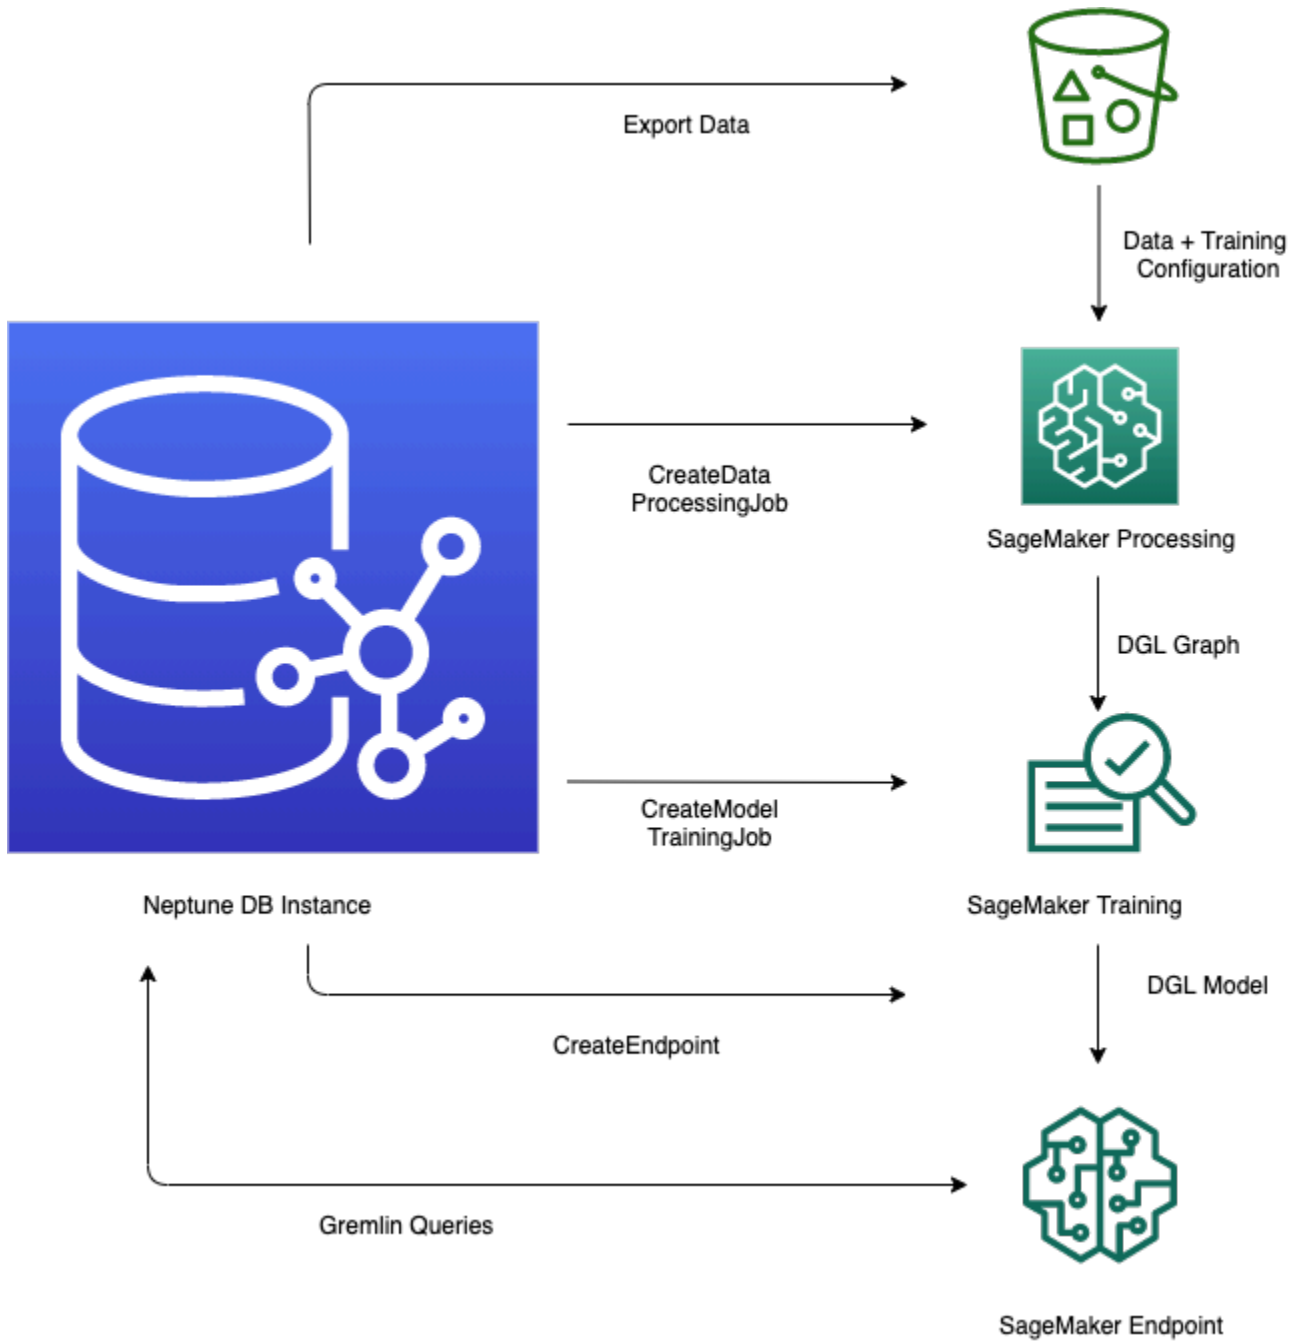 Export Data
Data + Training
Configuration
CreateData
ProcessingJob
SageMaker Processing
DGL Graph
CreateModel
TrainingJob
Neptune DB Instance
SageMaker Training
DGL Model
CreateEndpoint
Gremlin Queries
SageMaker Endpoint